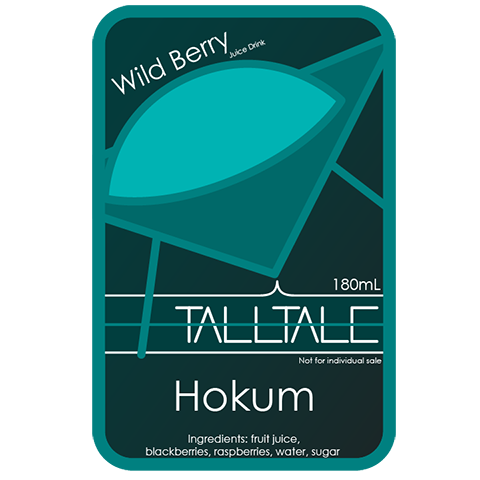 Wild Berry
Juice Drink
180mL
TALLTALE
Not for individual sale
Hokum
Ingredients: fruit juice,
blackberries, raspberries, water, sugar